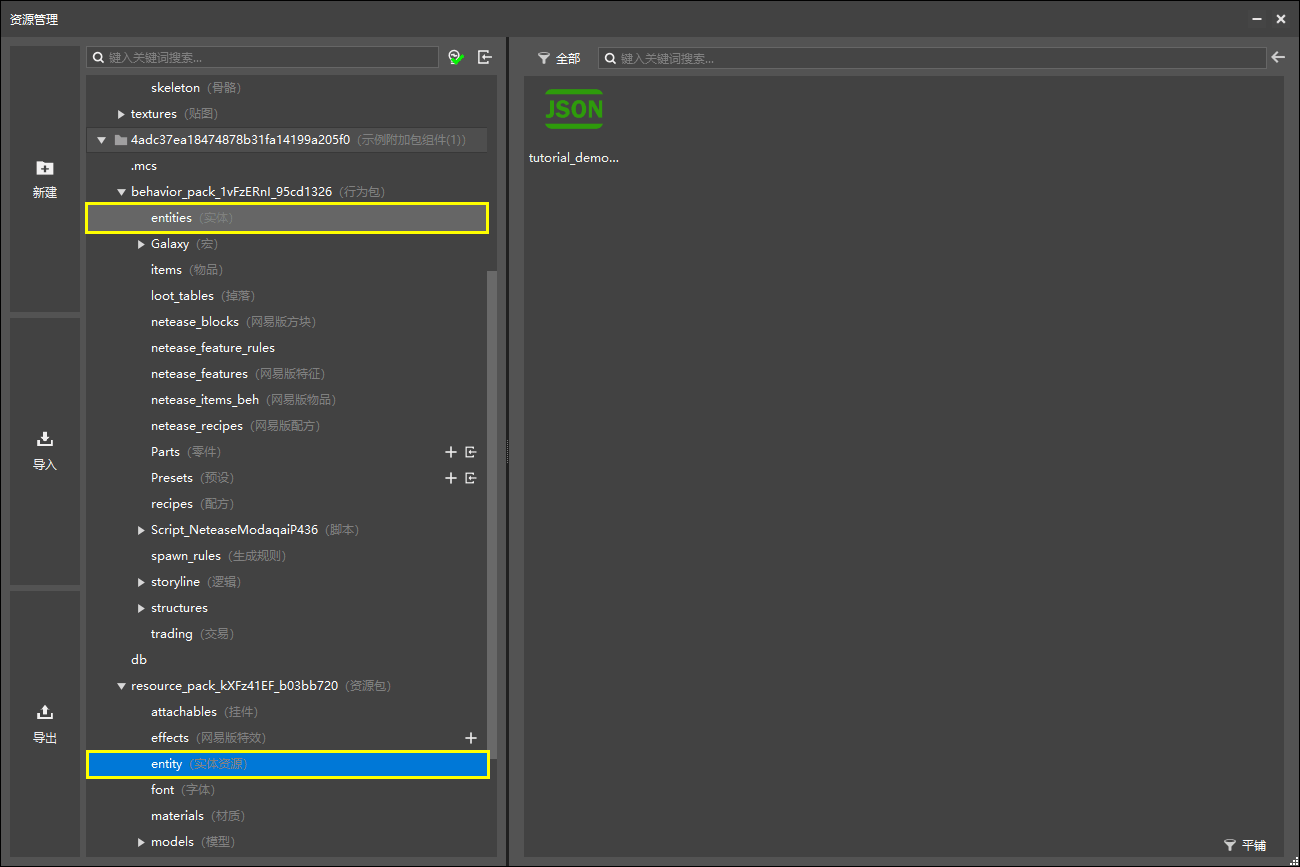 资源管理
新建
导入
导出
键入关键词搜索...
skeleton (骨骼)
textures (贴图)
4adc37ea18474878b31fa14199a205f0 (示例附加包组件(1))
.mcs
behavior_pack_1vFzERnI_95cd1326 (行为包)
entities (实体)
Galaxy (宏)
items (物品)
loot_tables (掉落)
netease_blocks (网易版方块)
netease_feature_rules
netease_features (网易版特征)
netease_items_beh (网易版物品)
netease_recipes (网易版配方)
Parts (零件)
Presets (预设)
recipes (配方)
Script_NeteaseModaqaiP436 (脚本)
spawn_rules (生成规则)
storyline (逻辑)
structures
trading (交易)
db
resource_pack_kXFz41EF_b03bb720 (资源包)
attachables (挂件)
effects (网易版特效)
entity (实体资源)
font (字体)
materials (材质)
models (模型)
全部
键入关键词搜索...
JSON
tutorial_demo...
平铺